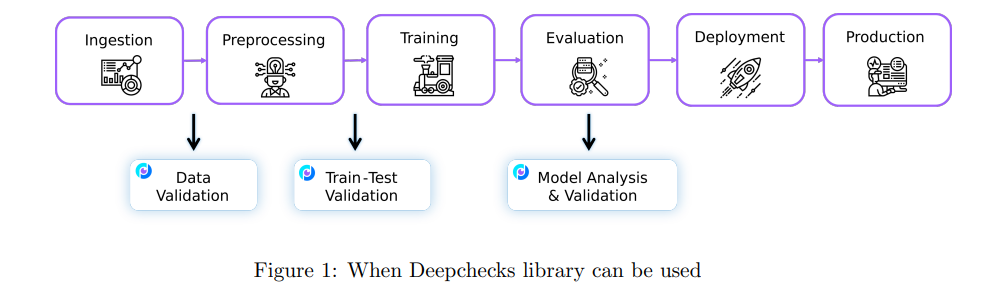 Ingestion
Preprocessing
Training
Evaluation
Deployment
Production
Data
Validation
Train-Test
Validation
Model Analysis
& Validation
Figure 1: When Deepchecks library can be used